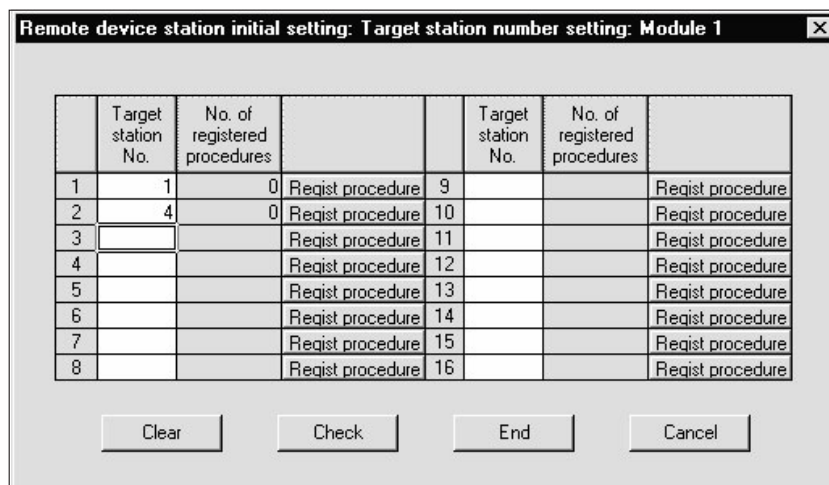 Remote device station initial setting: Target station number setting: Module 1
Target station No. No. of registered procedures Target station No. No. of registered procedures
1 1 0 Regist procedure 9 Regist procedure
2 4 0 Regist procedure 10 Regist procedure
3 Regist procedure 11 Regist procedure
4 Regist procedure 12 Regist procedure
5 Regist procedure 13 Regist procedure
6 Regist procedure 14 Regist procedure
7 Regist procedure 15 Regist procedure
8 Regist procedure 16 Regist procedure
Clear Check End Cancel